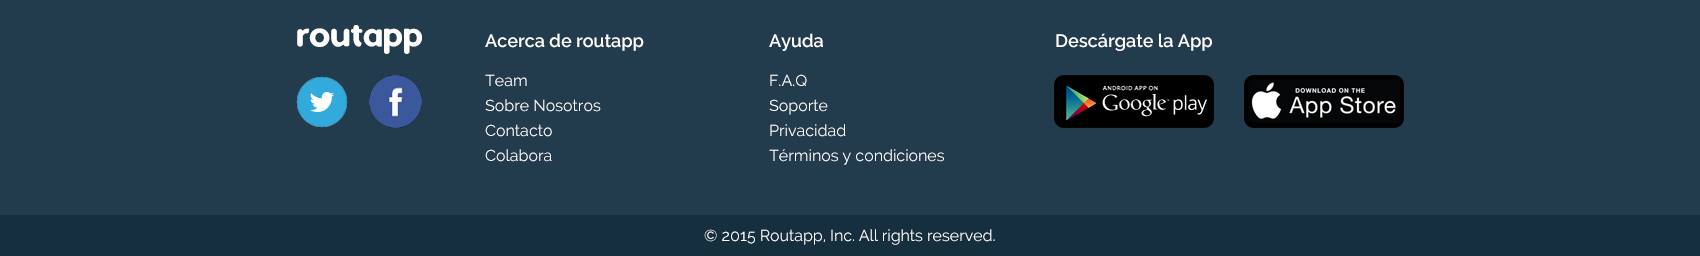 routapp
Acerca de routapp
Team
Sobre Nosotros
Contacto
Colabora
Ayuda
F.A.Q
Soporte
Privacidad
Términos y condiciones
Descárgate la App
ANDROID APP ON
Google play
DOWNLOAD ON THE
App Store
© 2015 Routapp, Inc. All rights reserved.